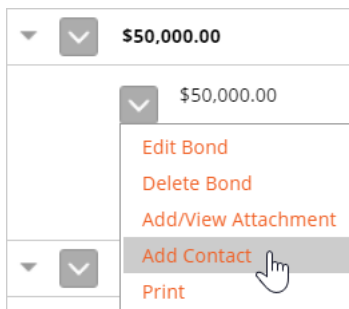 $50,000.00
$50,000.00
Edit Bond
Delete Bond
Add/View Attachment
Add Contact
Print